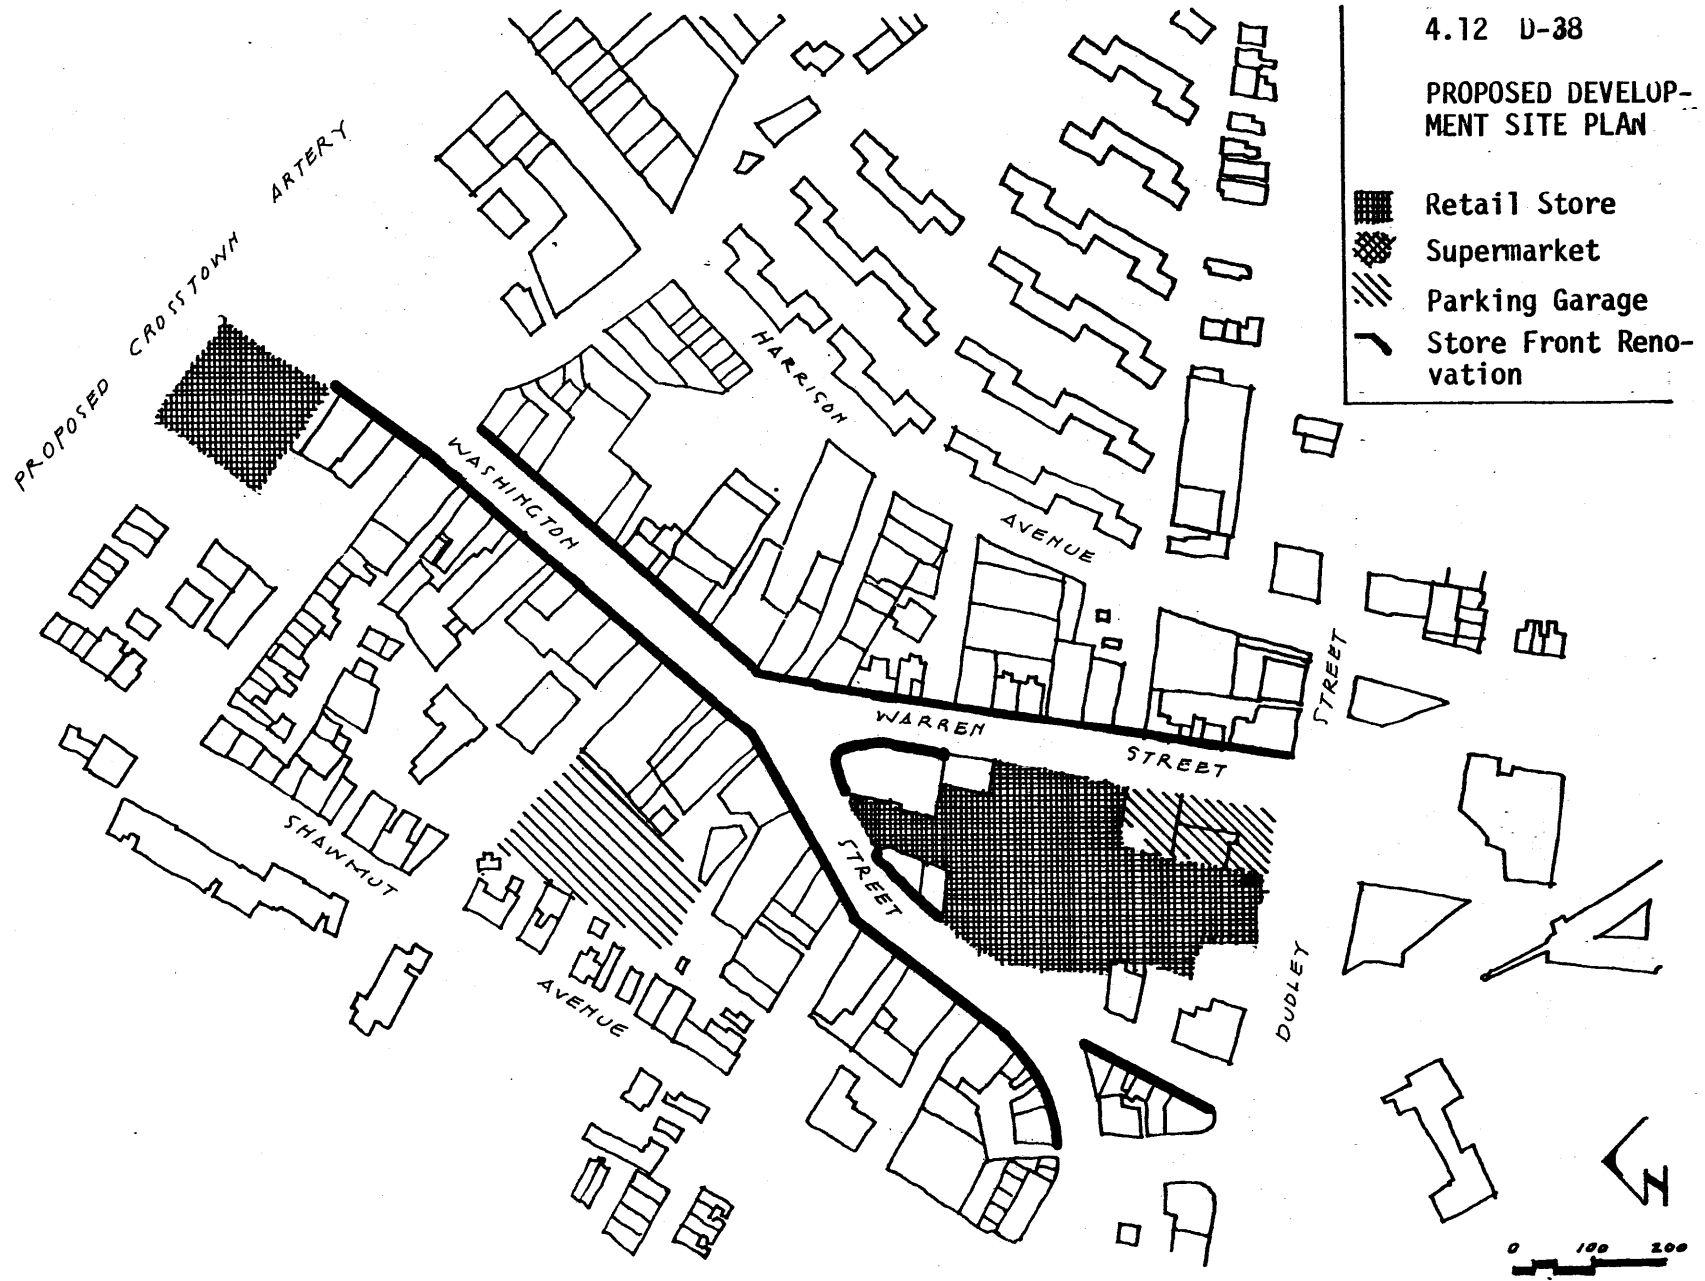 4.12 D-38
PROPOSED DEVELOP-
MENT SITE PLAN
Retail Store
Supermarket
Parking Garage
Store Front Reno-
vation
PROPOSED CROSSTOWN ARTERY
HARRISON
AVENUE
WASHINGTON
STREET
WARREN
STREET
SHAWMUT
AVENUE
DUDLEY
STREET
N
0 100 200